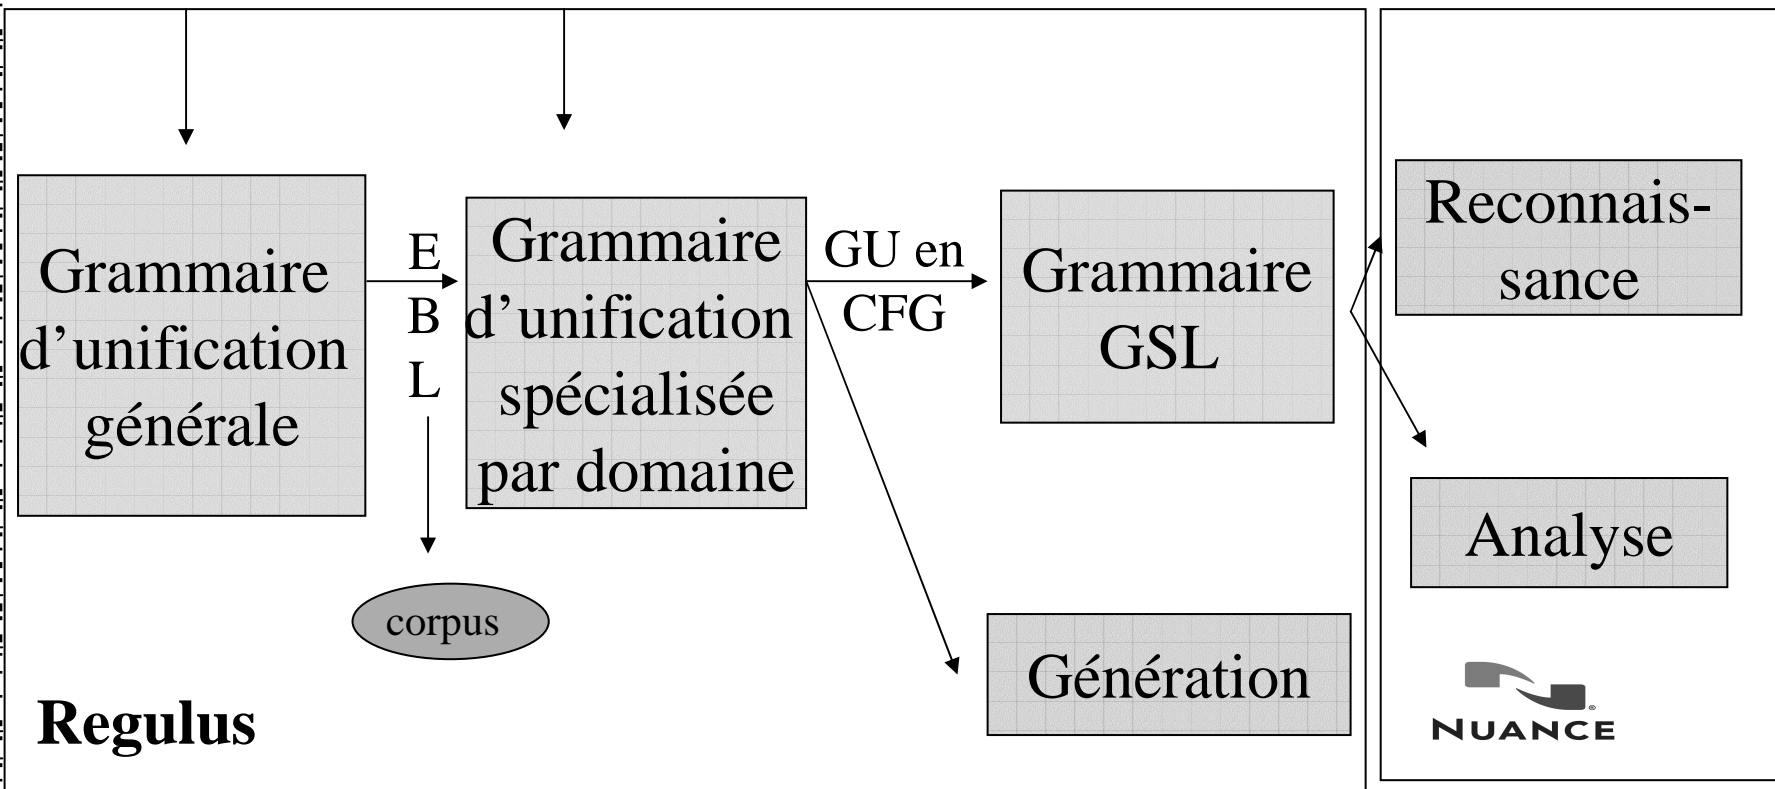 Grammaire
d’unification
générale
E
B
L
corpus
Grammaire
d’unification
spécialisée
par domaine
GU en
CFG
Grammaire
GSL
Génération
Regulus
Reconnais-
sance
Analyse
NUANCE
®